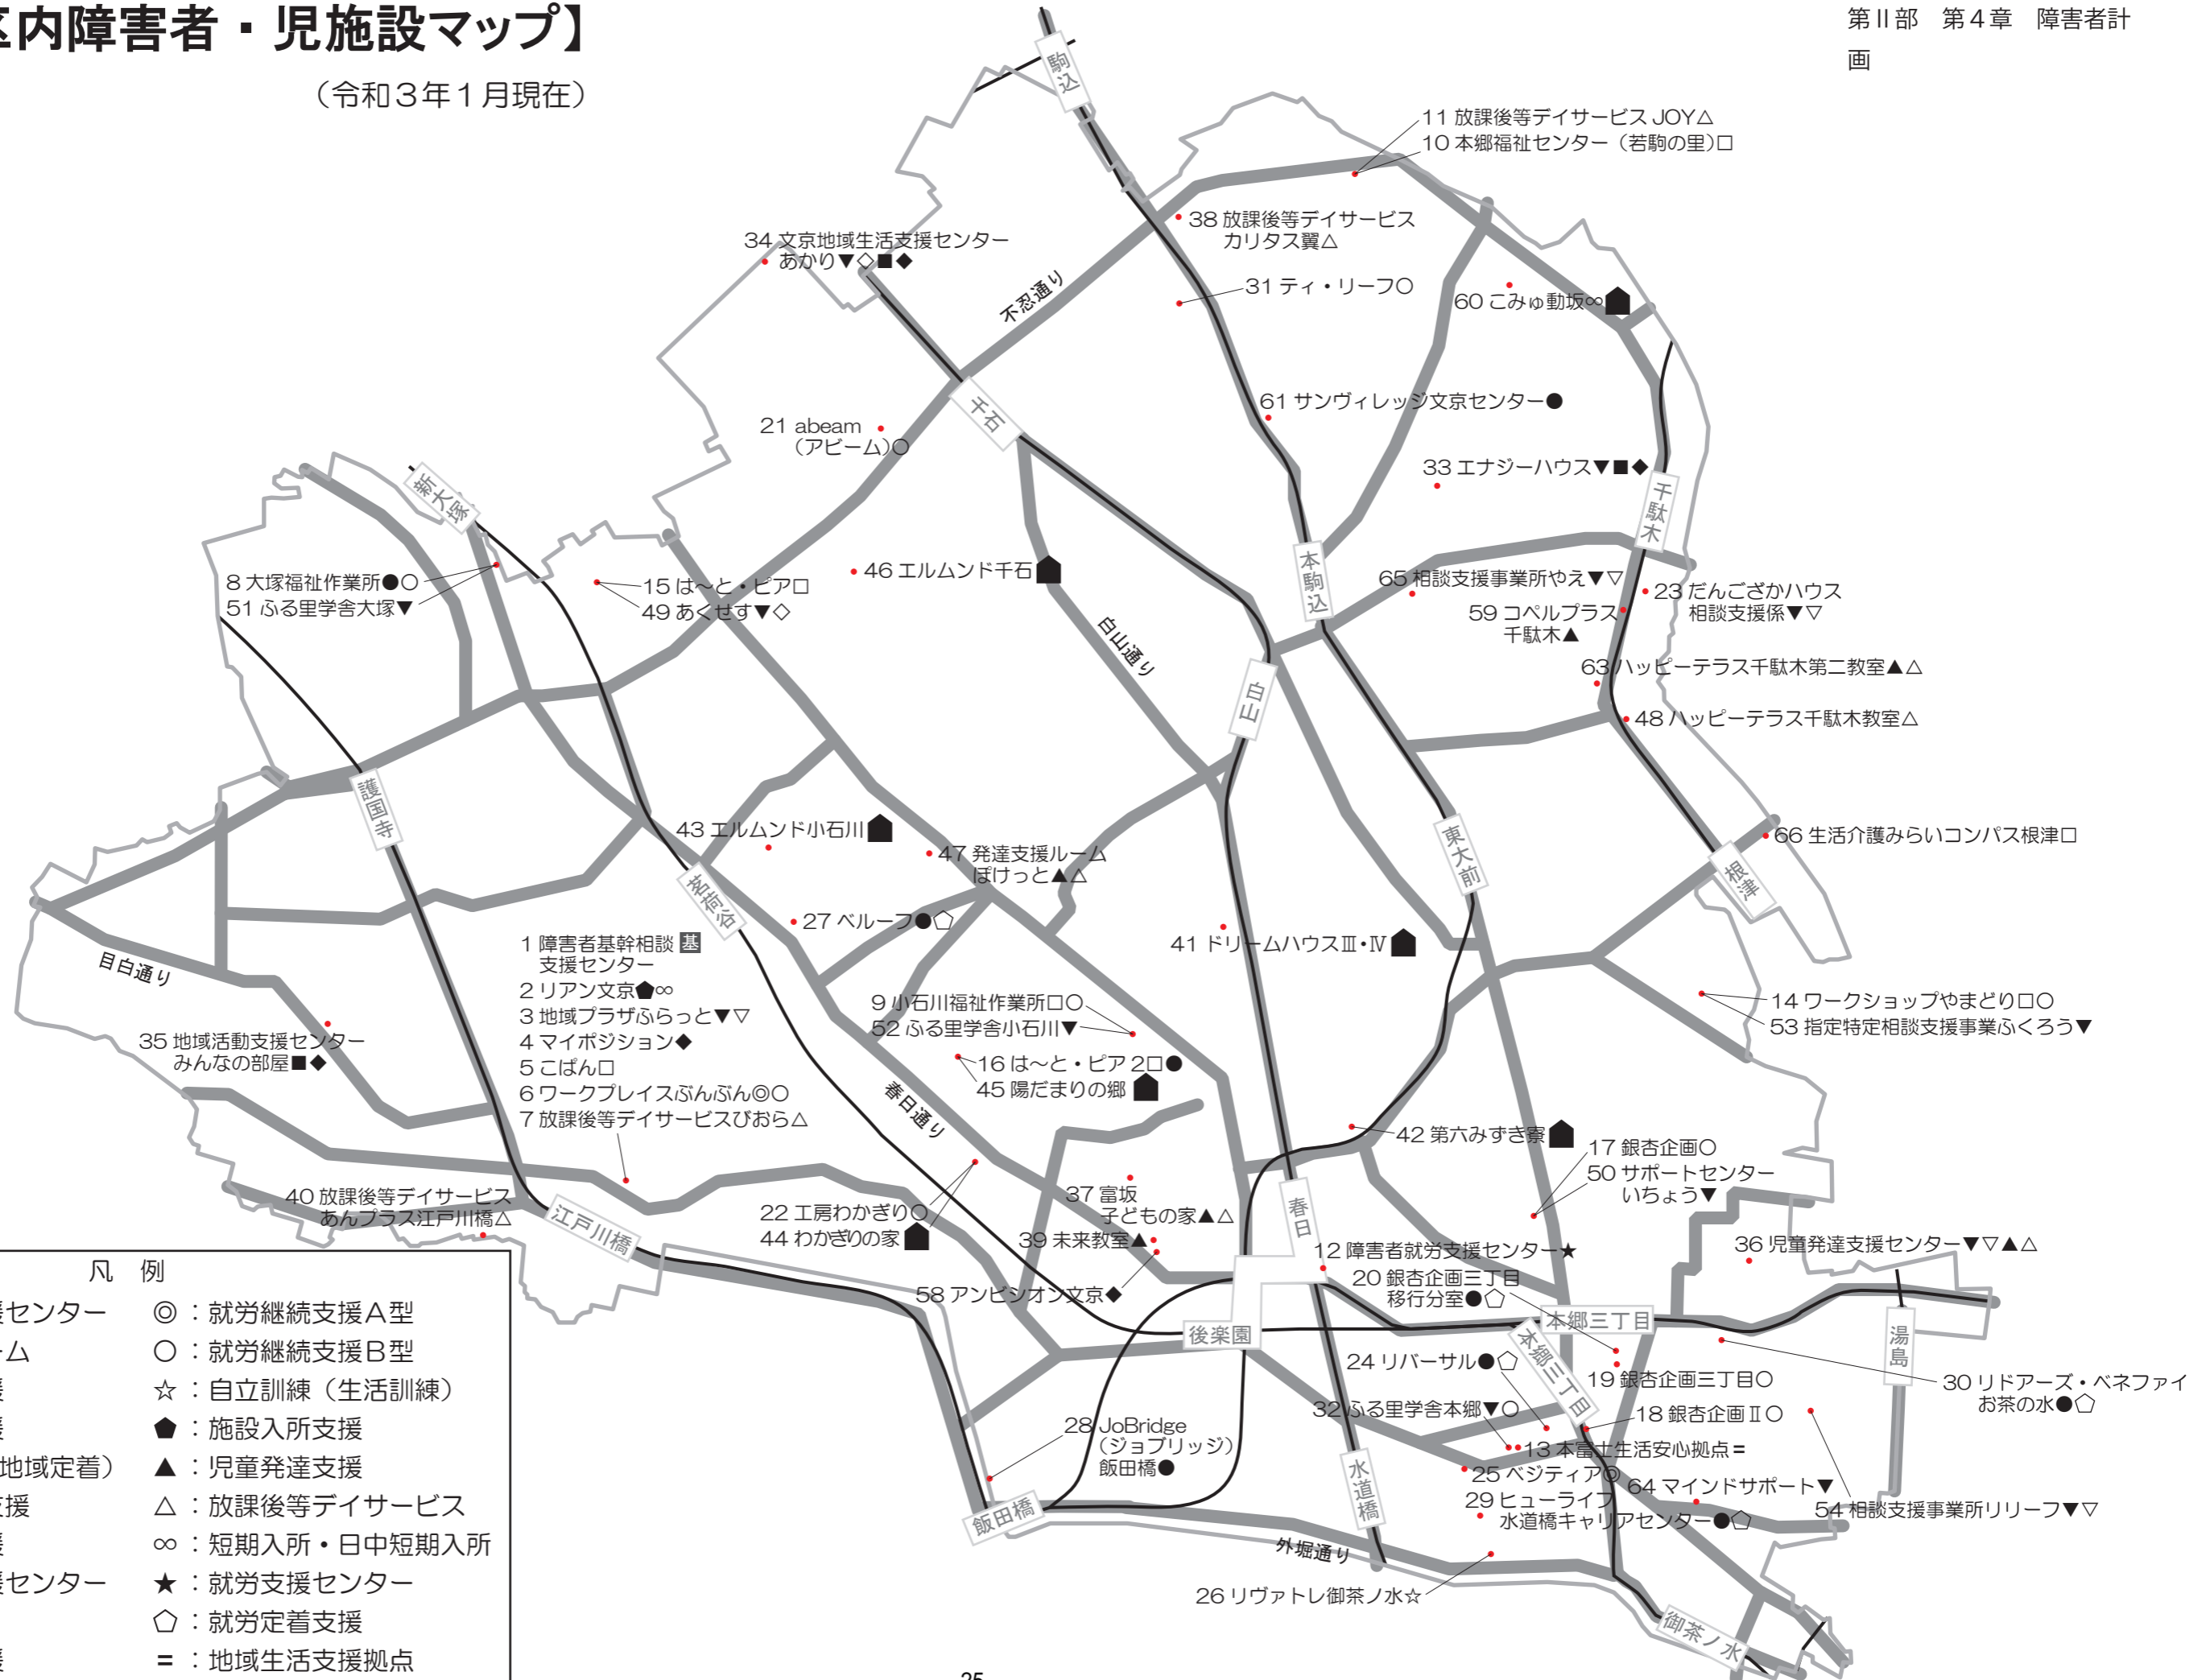 区内障害者・児施設マップ】
（令和３年１月現在）
第Ⅱ部　第４章　障害者計
画
駒込
11 放課後等デイサービス JOY△
10 本郷福祉センター（若駒の里）□
38 放課後等デイサービス
カリタス翼△
34 文京地域生活支援センター
あかり▼◇■◆
不忍通り
31 ティ・リーフ○
60 こみゅ動坂∞
千石
61 サンヴィレッジ文京センター●
21 abeam
（アビーム）○
33 エナジーハウス▼■◆
新大塚
千駄木
8 大塚福祉作業所●○
51 ふる里学舎大塚▼
15 は～と・ピア□
49 あくせす▼◇
46 エルムンド千石
本駒込
65 相談支援事業所やえ▼▽
59 コペルプラス
千駄木▲
23 だんござかハウス
相談支援係▼▽
白山通り
63 ハッピーテラス千駄木第二教室▲△
白山
48 ハッピーテラス千駄木教室△
護国寺
43 エルムンド小石川
47 発達支援ルーム
ぽけっと▲△
東大前
66 生活介護みらいコンパス根津□
根津
茗荷谷
27 ベルーフ●⬠
41 ドリームハウスⅢ・Ⅳ
目白通り
1 障害者基幹相談 基
支援センター
2 リアン文京⬟∞
3 地域プラザふらっと▼▽
4 マイポジション◆
5 こぱん□
6 ワークプレイスぶんぶん◎○
7 放課後等デイサービスびおら△
9 小石川福祉作業所□○
52 ふる里学舎小石川▼
14 ワークショップやまどり□○
53 指定特定相談支援事業ふくろう▼
35 地域活動支援センター
みんなの部屋■◆
16 は～と・ピア 2□●
45 陽だまりの郷
春日通り
42 第六みずき寮
17 銀杏企画○
50 サポートセンター
いちょう▼
40 放課後等デイサービス
あんプラス江戸川橋△
江戸川橋
37 富坂
子どもの家▲△
春日
22 工房わかぎり○
44 わかぎりの家
39 未来教室▲
12 障害者就労支援センター★
36 児童発達支援センター▼▽▲△
20 銀杏企画三丁目
移行分室●⬠
58 アンビシオン文京◆
本郷三丁目
後楽園
本郷三丁目
湯島
24 リバーサル●⬠
19 銀杏企画三丁目○
30 リドアーズ・ベネファイ
お茶の水●⬠
32 ふる里学舎本郷▼○
18 銀杏企画Ⅱ○
28 JoBridge
（ジョブリッジ）
飯田橋●
13 本富士生活安心拠点=
水道橋
25 ベジティア◎
64 マインドサポート▼
29 ヒューライフ
水道橋キャリアセンター●⬠
54 相談支援事業所リリーフ▼▽
飯田橋
外堀通り
26 リヴァトレ御茶ノ水☆
御茶ノ水
凡　例
援センター　◎：就労継続支援Ａ型
ーム　○：就労継続支援Ｂ型
援　☆：自立訓練（生活訓練）
援　⬟：施設入所支援
地域定着）　▲：児童発達支援
支援　△：放課後等デイサービス
援　∞：短期入所・日中短期入所
援センター　★：就労支援センター
⬠：就労定着支援
援　=：地域生活支援拠点
25